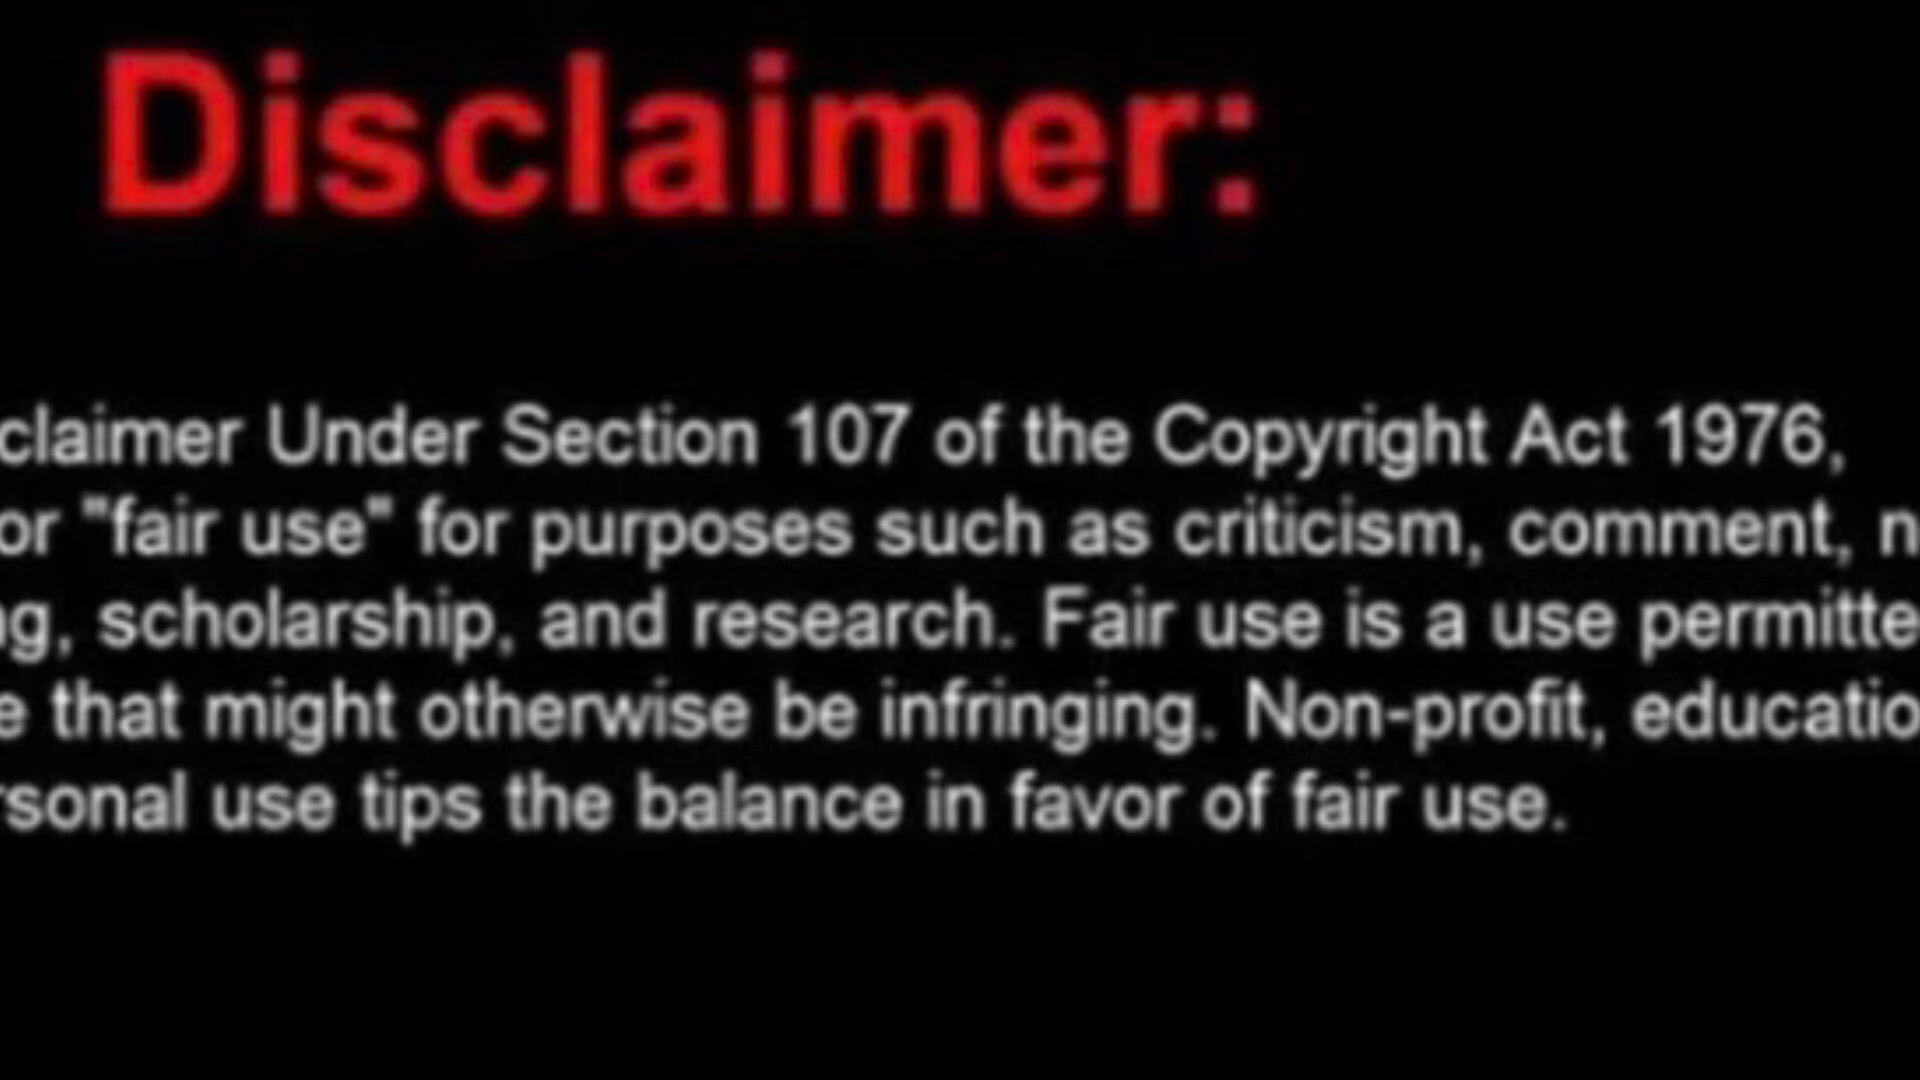 Disclaimer:
claimer Under Section 107 of the Copyright Act 1976,
or "fair use" for purposes such as criticism, comment, n
ng, scholarship, and research. Fair use is a use permitte
e that might otherwise be infringing. Non-profit, educatio
rsonal use tips the balance in favor of fair use.